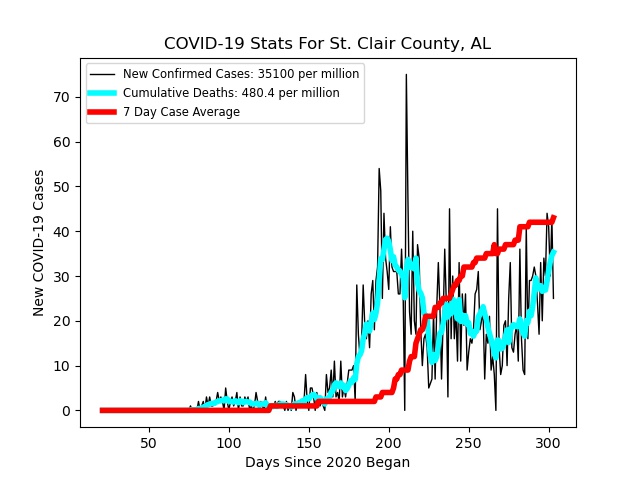 COVID-19 Stats For St. Clair County, AL
New Confirmed Cases: 35100 per million
Cumulative Deaths: 480.4 per million
7 Day Case Average
New COVID-19 Cases
70
60
50
40
30
20
10
0
50 100 150 200 250 300
Days Since 2020 Began